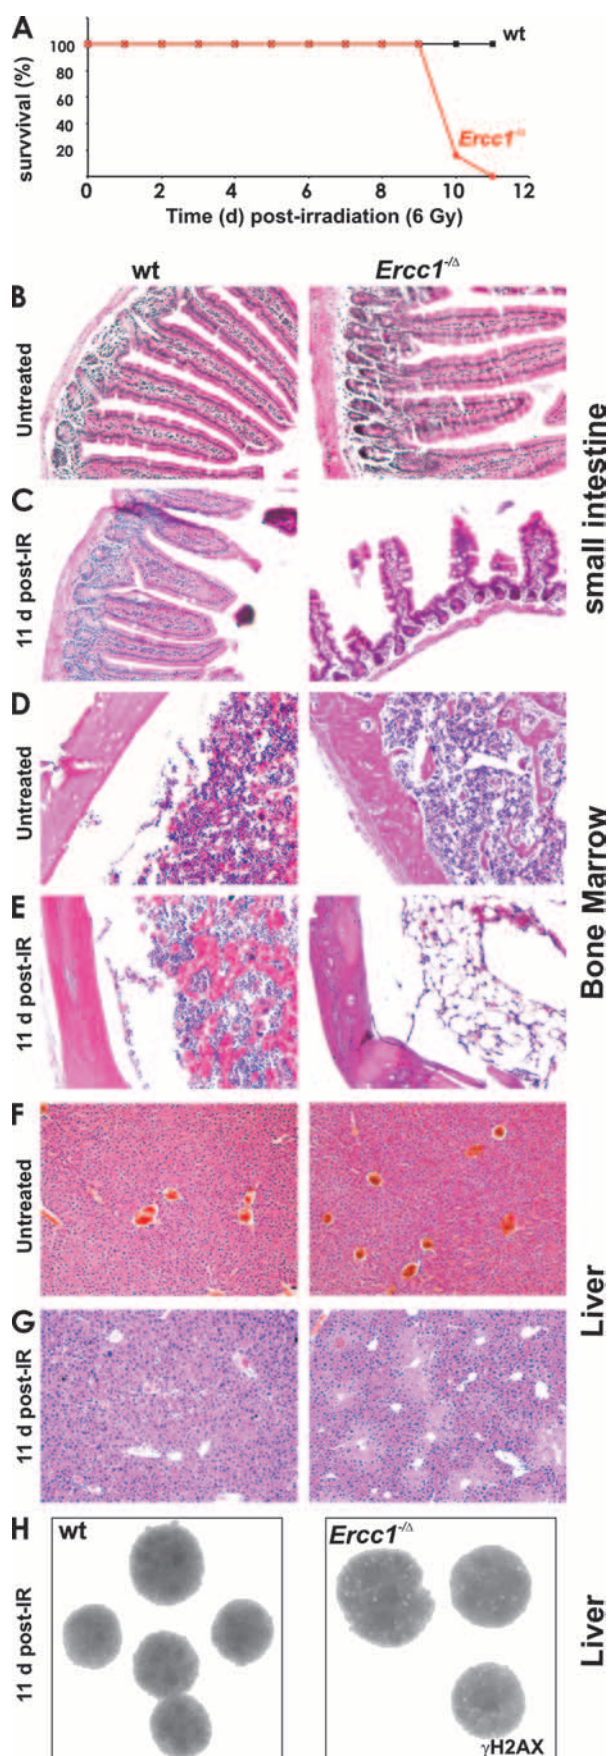 A
wt
100
80
60
40
20
survival (%)
Ercc1
0 2 4 6 8 10 12
Time (d) post-irradiation (6 Gy)
wt Ercc1-/Δ
B
Untreated
C
11 d post-IR
small intestine
D
Untreated
E
11 d post-IR
Bone Marrow
F
Untreated
G
11 d post-IR
Liver
H
wt
Ercc1-/Δ
11 d post-IR
γH2AX
Liver